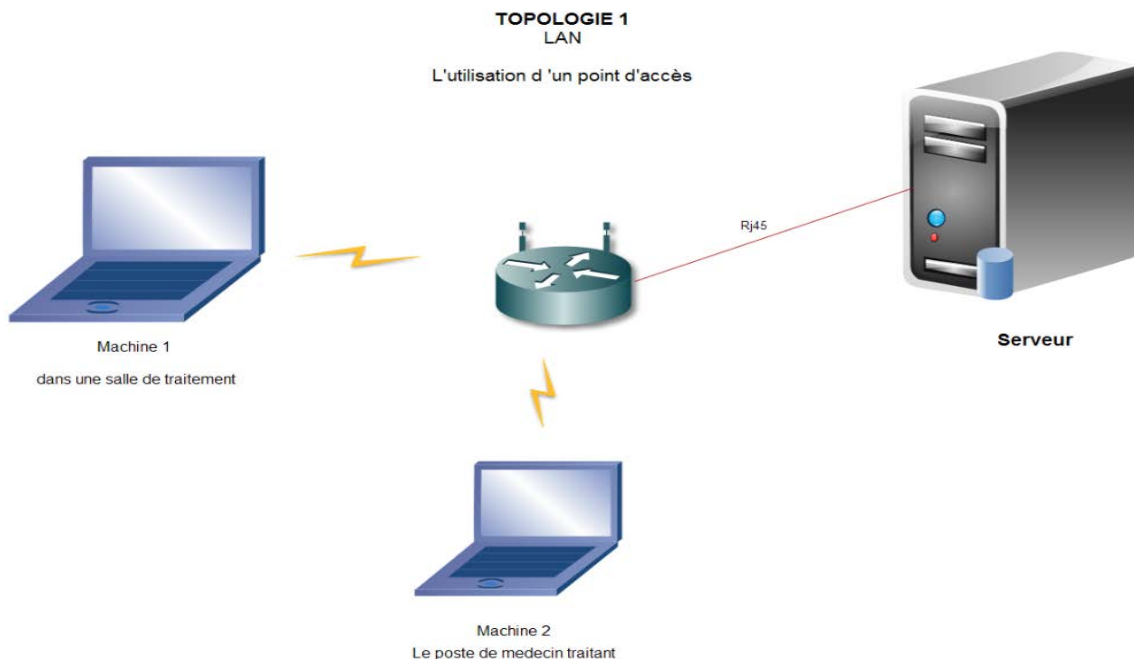 TOPOLOGIE 1
LAN
L'utilisation d 'un point d'accès
Rj45
Serveur
Machine 1
dans une salle de traitement
Machine 2
Le poste de medecin traitant